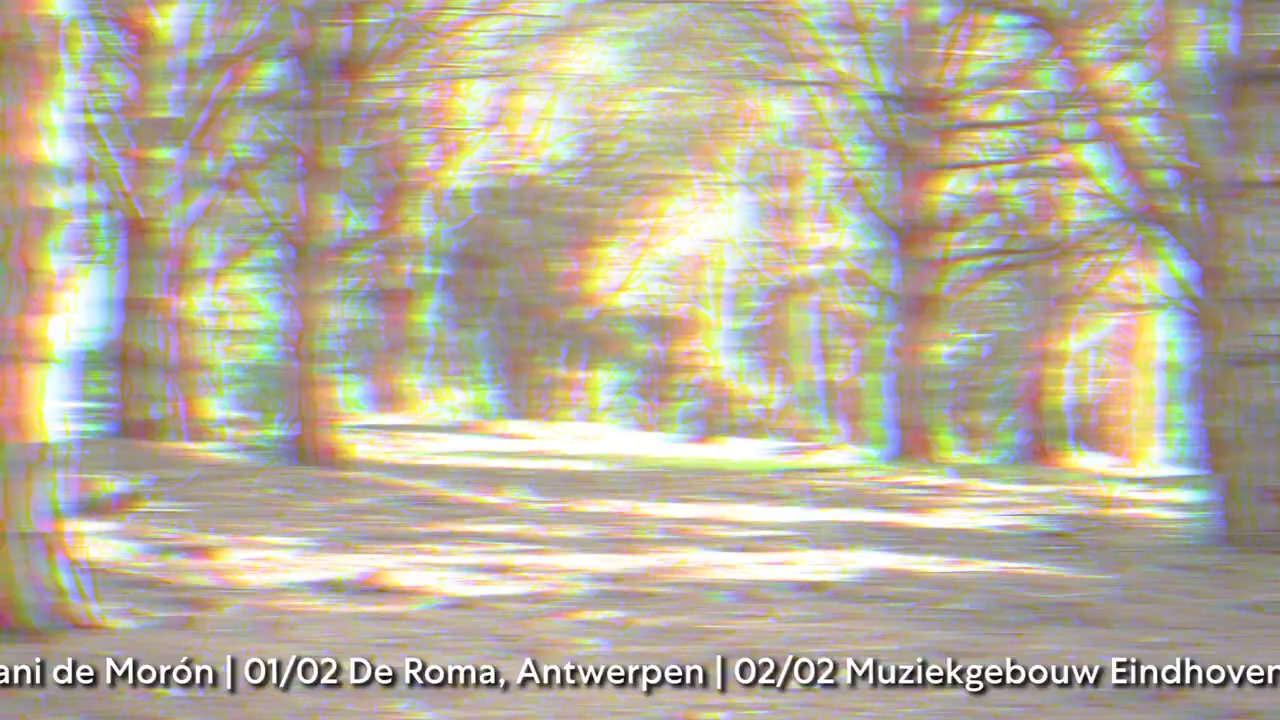 ani de Morón | 01/02 De Roma, Antwerpen | 02/02 Muziekgebouw Eindhoven